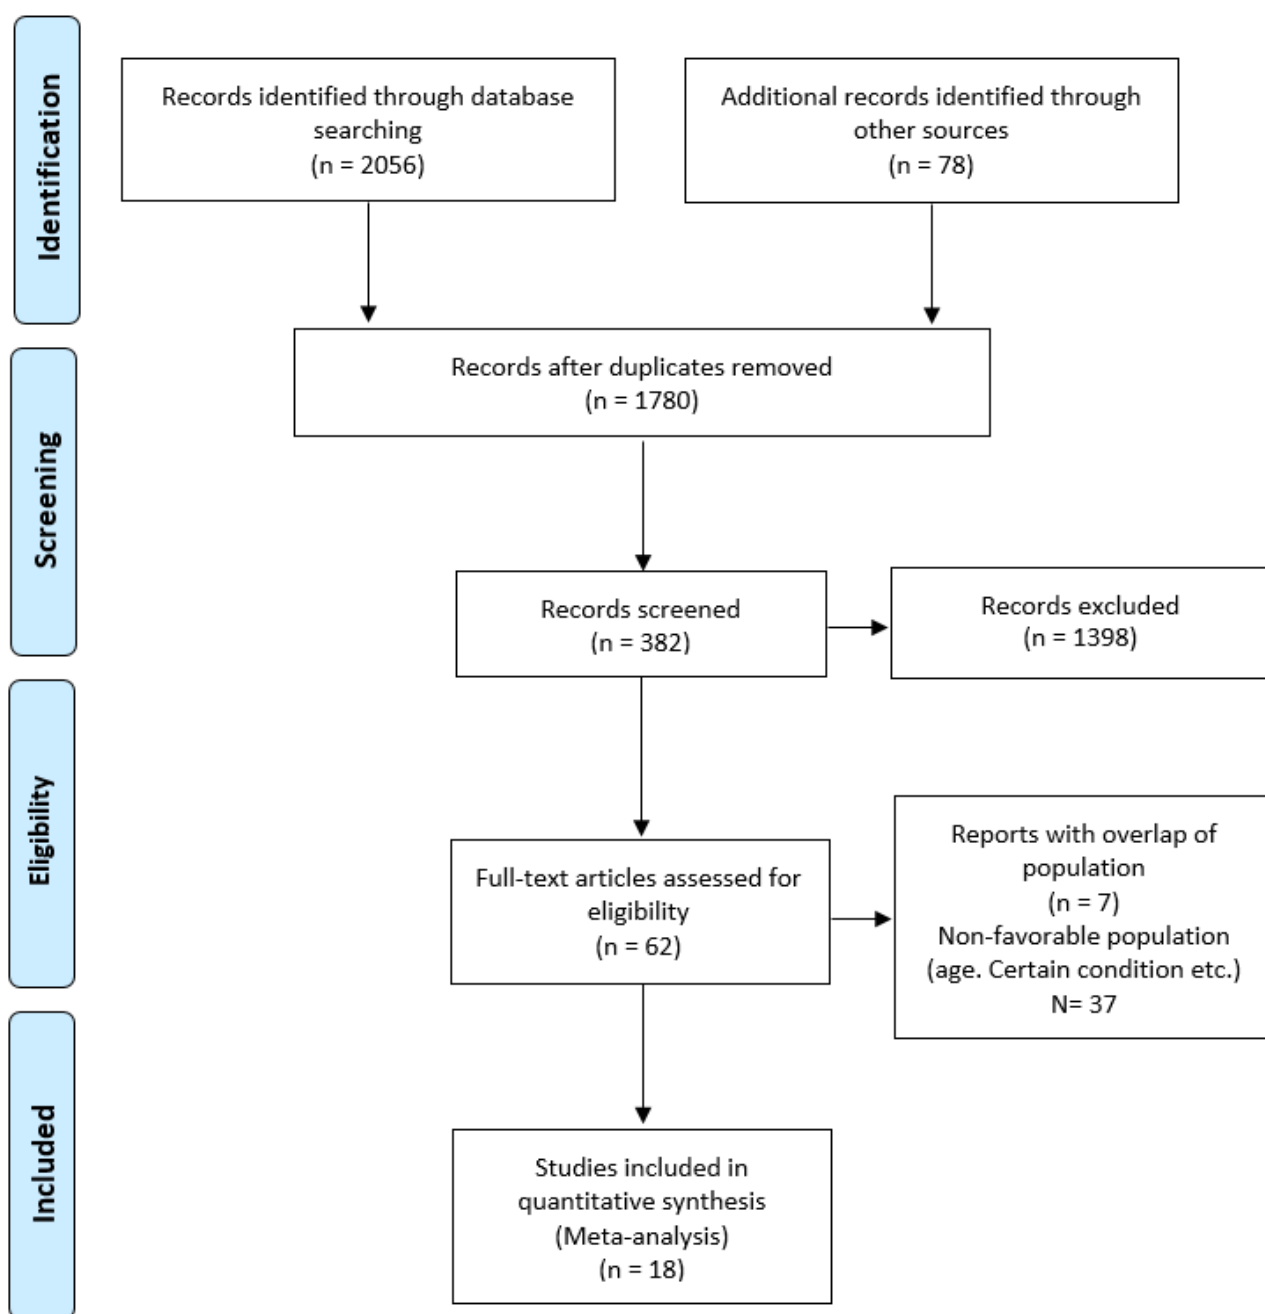 Identification
Records identified through database
searching
(n = 2056)
Additional records identified through
other sources
(n = 78)
Records after duplicates removed
(n = 1780)
Screening
Records screened
(n = 382)
Records excluded
(n = 1398)
Eligibility
Full-text articles assessed for
eligibility
(n = 62)
Reports with overlap of
population
(n = 7)
Non-favorable population
(age. Certain condition etc.)
N= 37
Included
Studies included in
quantitative synthesis
(Meta-analysis)
(n = 18)